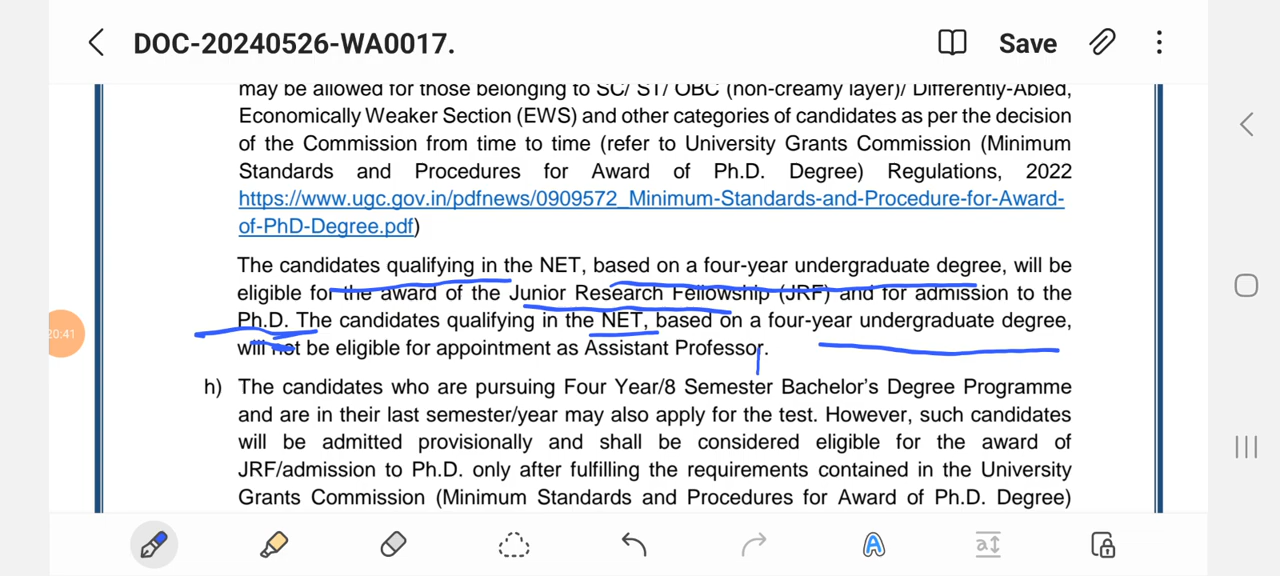 DOC-20240526-WA0017.
Save
may be allowed for those belonging to SC/ ST/ OBC (non-creamy layer)/ Differently-Abled,
Economically Weaker Section (EWS) and other categories of candidates as per the decision
of the Commission from time to time (refer to University Grants Commission (Minimum
Standards and Procedures for Award of Ph.D. Degree) Regulations, 2022
https://www.ugc.gov.in/pdfnews/0909572_Minimum-Standards-and-Procedure-for-Award-
of-PhD-Degree.pdf)
The candidates qualifying in the NET, based on a four-year undergraduate degree, will be
eligible for the award of the Junior Research Fellowship (JRF) and for admission to the
Ph.D. The candidates qualifying in the NET, based on a four-year undergraduate degree,
will not be eligible for appointment as Assistant Professor.
20:41
h) The candidates who are pursuing Four Year/8 Semester Bachelor's Degree Programme
and are in their last semester/year may also apply for the test. However, such candidates
will be admitted provisionally and shall be considered eligible for the award of
JRF/admission to Ph.D. only after fulfilling the requirements contained in the University
Grants Commission (Minimum Standards and Procedures for Award of Ph.D. Degree)